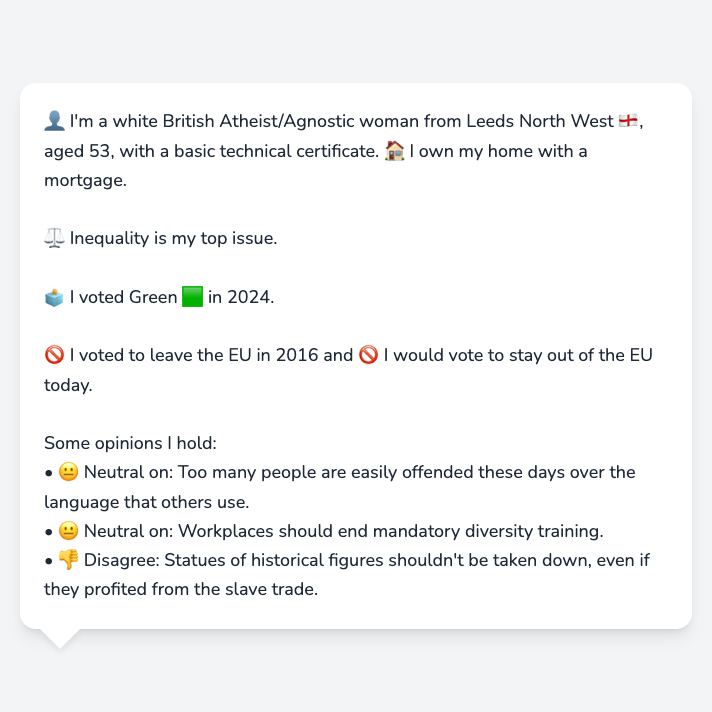 👤 I'm a white British Atheist/Agnostic woman from Leeds North West 🏴󠁧󠁢󠁥󠁮󠁧󠁿,
aged 53, with a basic technical certificate. 🏠 I own my home with a
mortgage.
⚖️ Inequality is my top issue.
🗳️ I voted Green 🟩 in 2024.
🚫 I voted to leave the EU in 2016 and 🚫 I would vote to stay out of the EU
today.
Some opinions I hold:
• 😐 Neutral on: Too many people are easily offended these days over the
language that others use.
• 😐 Neutral on: Workplaces should end mandatory diversity training.
• 👎 Disagree: Statues of historical figures shouldn't be taken down, even if
they profited from the slave trade.